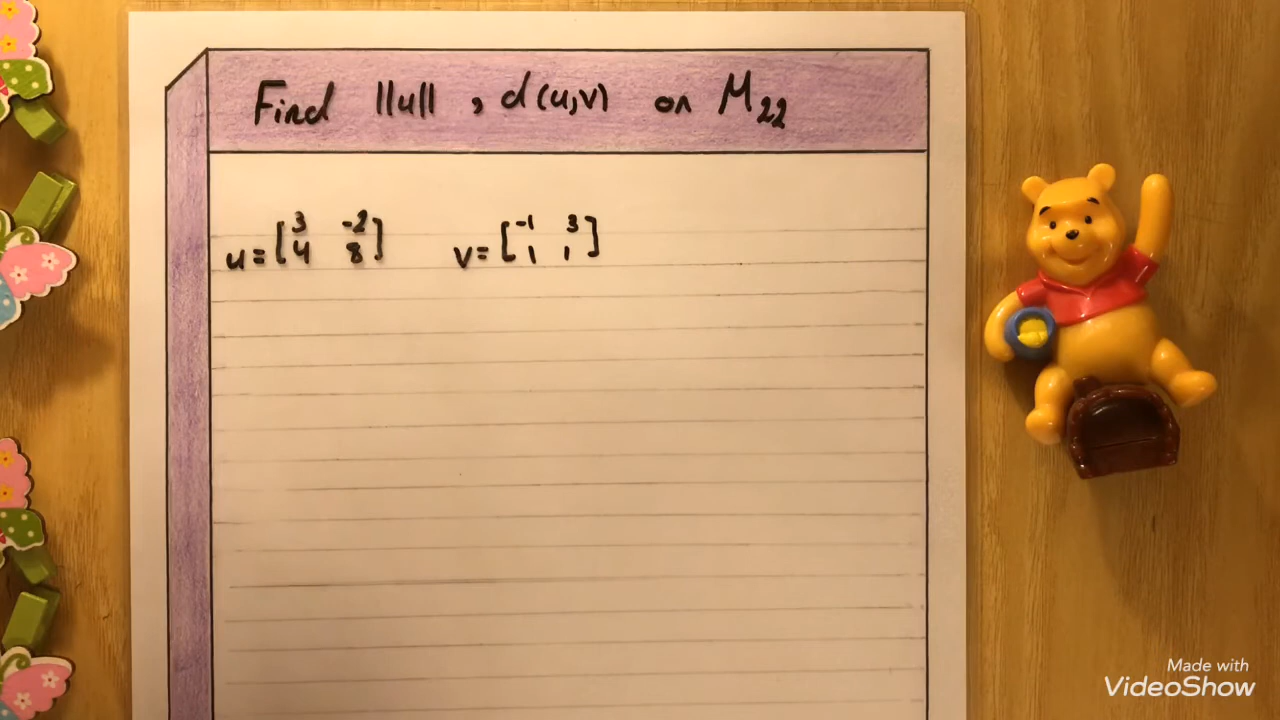 Find ||u|| , d(u,v) on M₂₂
u = [3 -2
4 8] v = [-1 3
1 1]
Made with
VideoShow